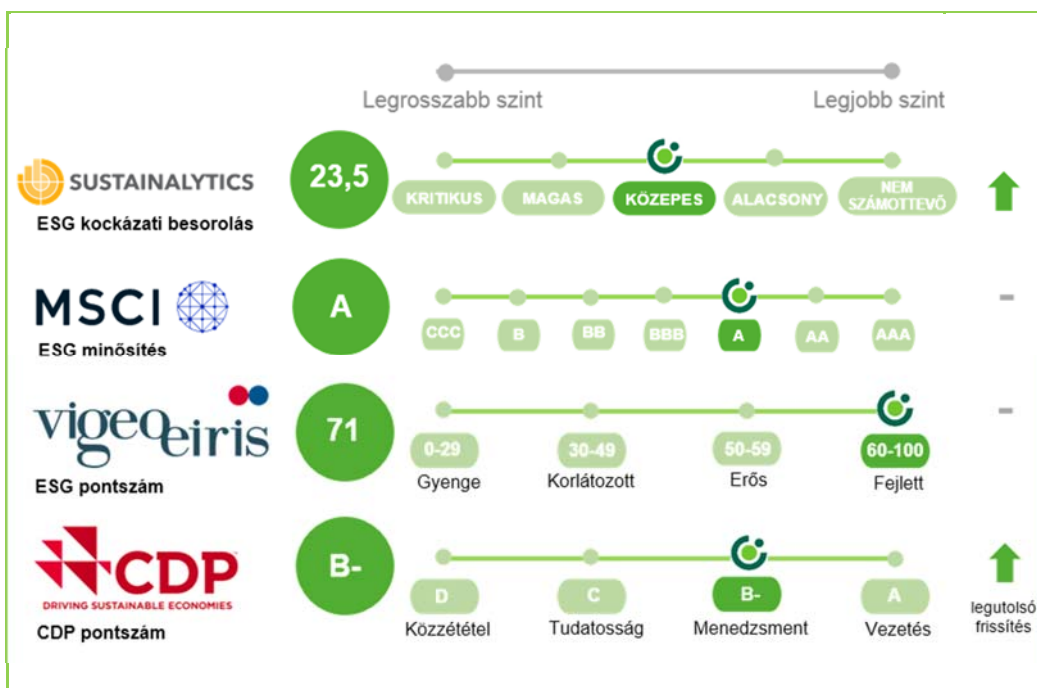 Legrosszabb szint
Legjobb szint
SUSTAINALYTICS
ESG kockázati besorolás
23,5
KRITIKUS
MAGAS
KÖZEPES
ALACSONY
NEM
SZÁMOTTEVŐ
MSCI
ESG minősítés
A
CCC
B
BB
BBB
A
AA
AAA
-
vigeoeiris
ESG pontszám
71
0-29
30-49
50-59
60-100
Gyenge
Korlátozott
Erős
Fejlett
-
CDP
DRIVING SUSTAINABLE ECONOMIES
CDP pontszám
B-
D
C
B-
A
Közzététel
Tudatosság
Menedzsment
Vezetés
legutolsó
frissítés